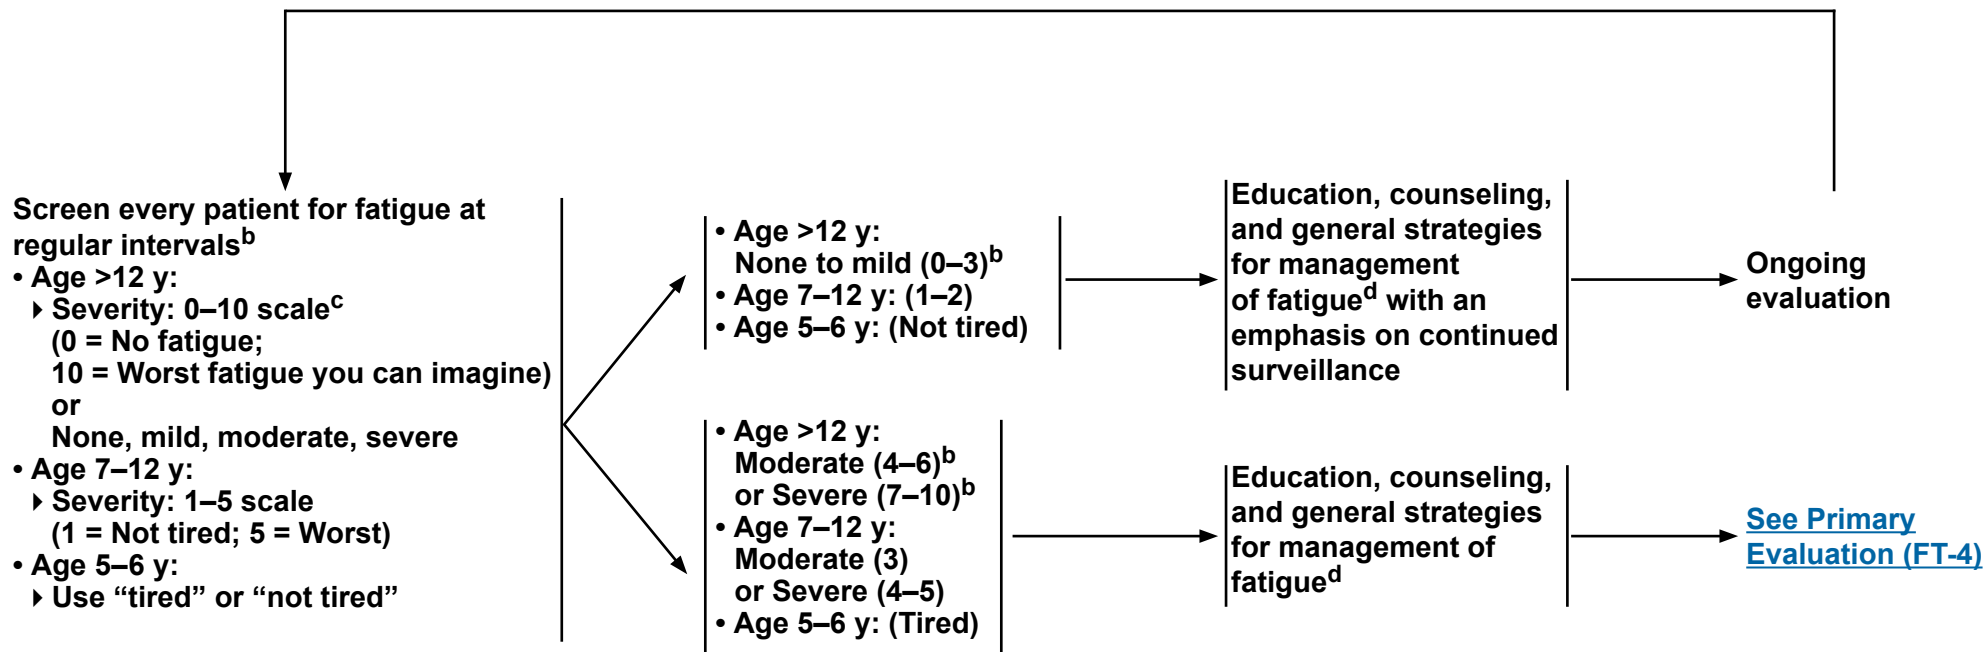 Screen every patient for fatigue at
regular intervalsb
• Age >12 y:
▸ Severity: 0–10 scalec
(0 = No fatigue;
10 = Worst fatigue you can imagine)
or
None, mild, moderate, severe
• Age 7–12 y:
▸ Severity: 1–5 scale
(1 = Not tired; 5 = Worst)
• Age 5–6 y:
▸ Use “tired” or “not tired”
• Age >12 y:
None to mild (0–3)b
• Age 7–12 y: (1–2)
• Age 5–6 y: (Not tired)
Education, counseling,
and general strategies
for management
of fatigued with an
emphasis on continued
surveillance
Ongoing
evaluation
• Age >12 y:
Moderate (4–6)b
or Severe (7–10)b
• Age 7–12 y:
Moderate (3)
or Severe (4–5)
• Age 5–6 y: (Tired)
Education, counseling,
and general strategies
for management of
fatigued
See Primary
Evaluation (FT-4)